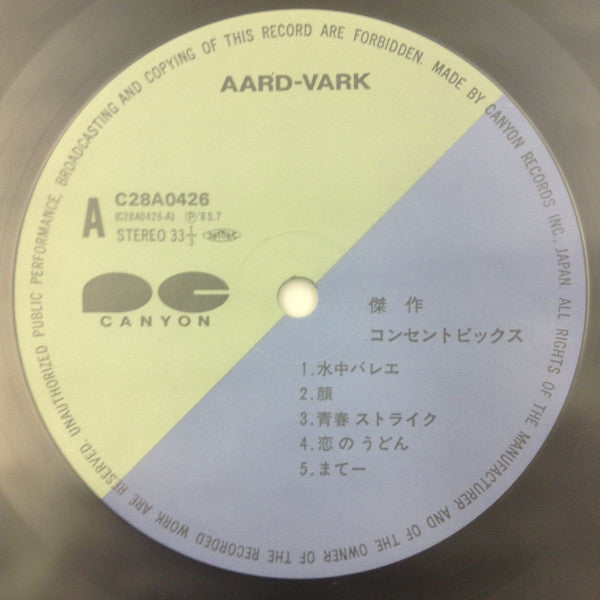 UNAUTHORIZED PUBLIC PERFORMANCE, BROADCASTING AND COPYING OF THIS RECORD ARE FORBIDDEN. MADE BY CANYON RECORDS INC., JAPAN. ALL RIGHTS OF THE MANUFACTURER AND OF THE OWNER OF THE RECORDED WORK ARE RESERVED.
AARD-VARK
A
C28A0426
(C28A0426-A) Ⓟ'85.7
STEREO 33 1/3 JASRAC
CANYON
傑 作
コンセントピックス
1.水中バレエ
2.顔
3.青春 ストライク
4.恋 の うどん
5.まてー